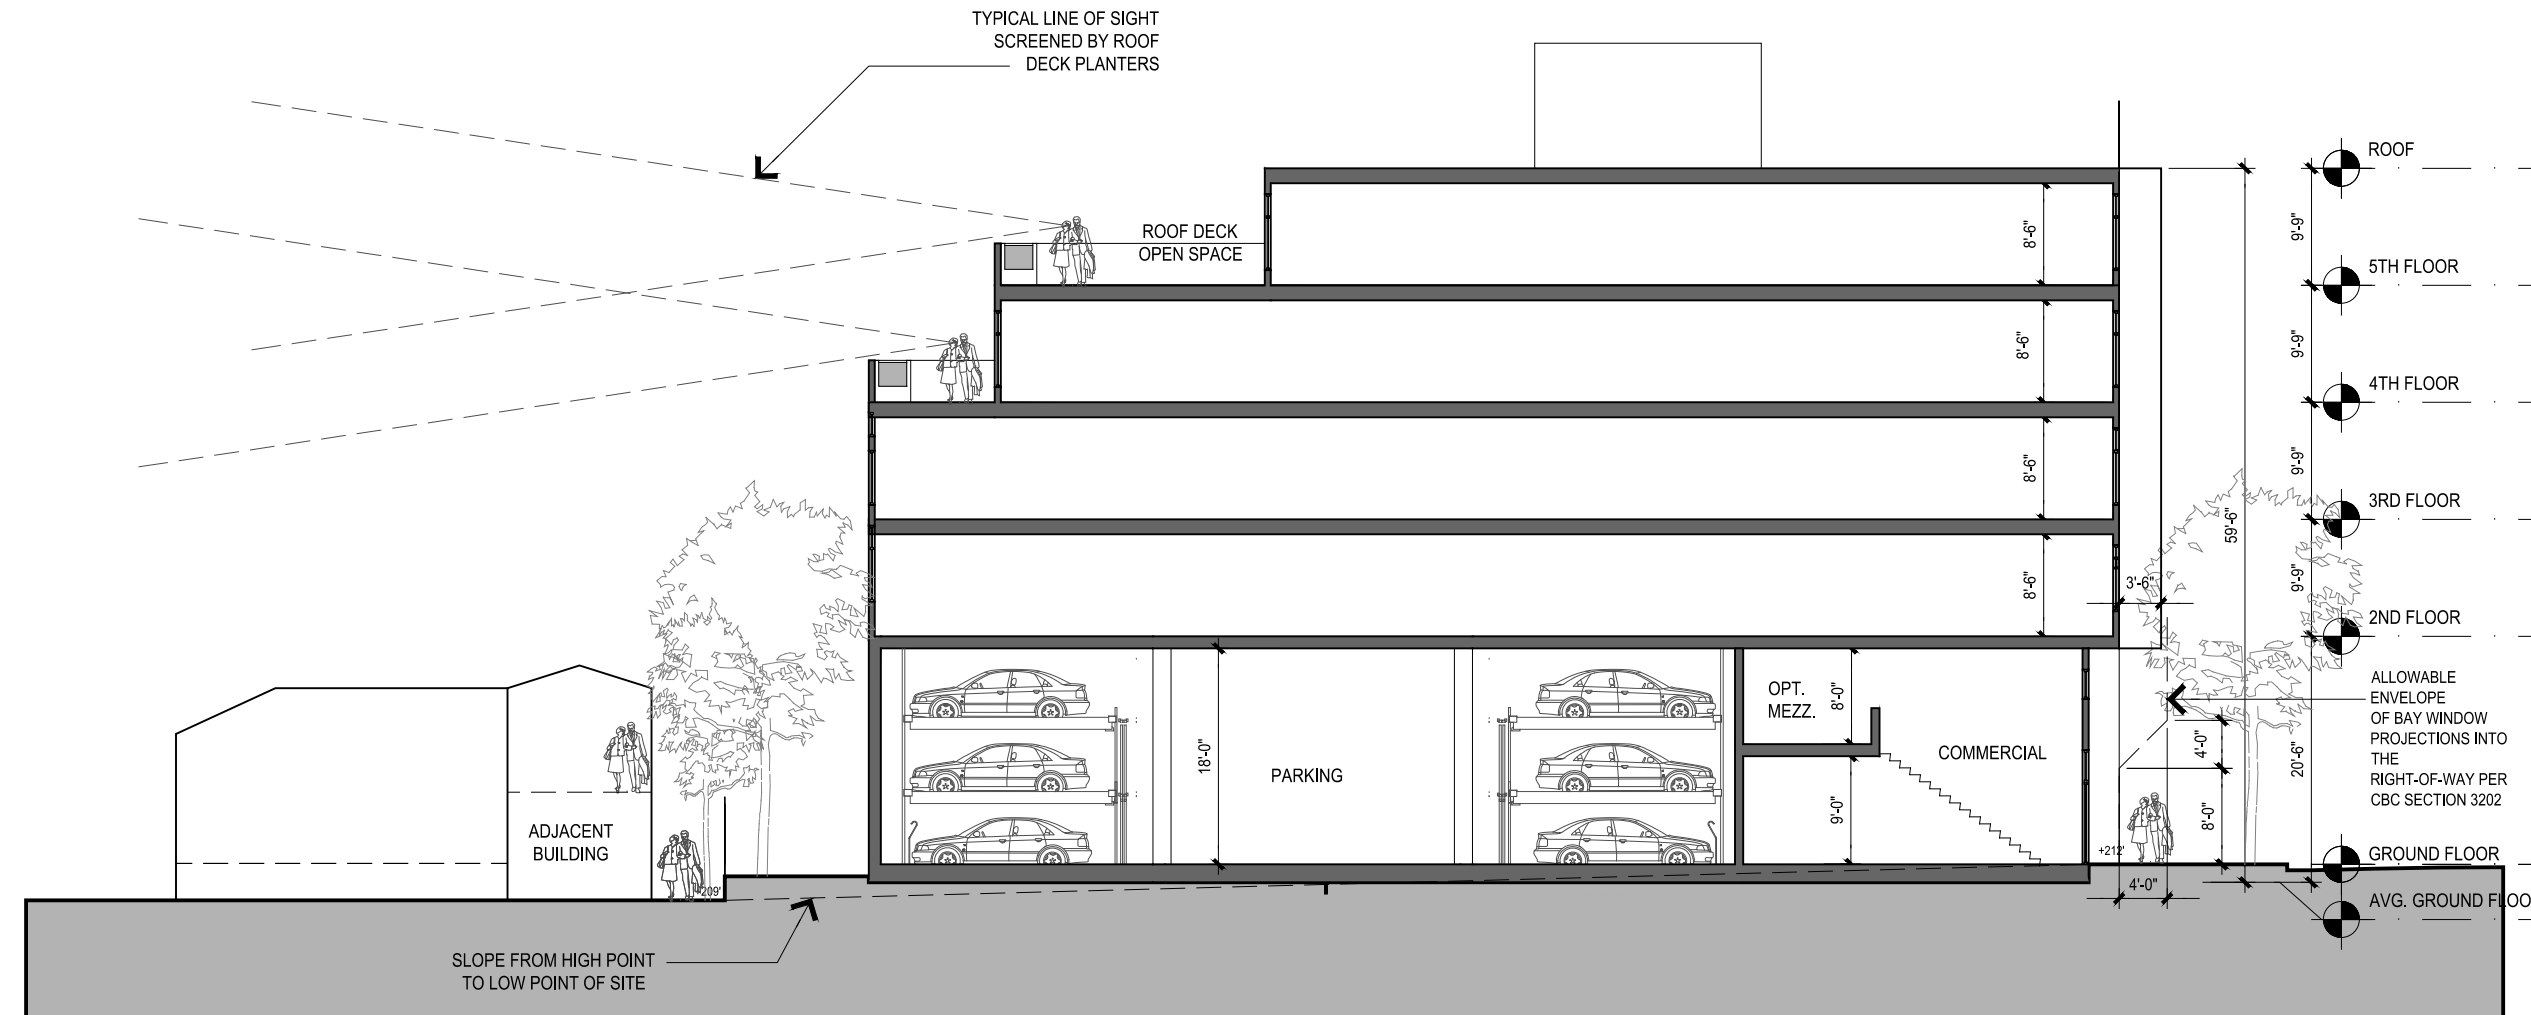 TYPICAL LINE OF SIGHT
SCREENED BY ROOF
DECK PLANTERS
ROOF
9'-9"
ROOF DECK
OPEN SPACE
8'-6"
5TH FLOOR
9'-9"
8'-6"
4TH FLOOR
9'-9"
8'-6"
3RD FLOOR
59'-6"
9'-9"
8'-6"
3'-6"
2ND FLOOR
ALLOWABLE
ENVELOPE
OF BAY WINDOW
PROJECTIONS INTO
THE
RIGHT-OF-WAY PER
CBC SECTION 3202
OPT.
MEZZ.
8'-0"
18'-0"
PARKING
COMMERCIAL
4'-0"
20'-6"
9'-0"
8'-0"
ADJACENT
BUILDING
+212'
GROUND FLOOR
209'
4'-0"
AVG. GROUND FLOO
SLOPE FROM HIGH POINT
TO LOW POINT OF SITE